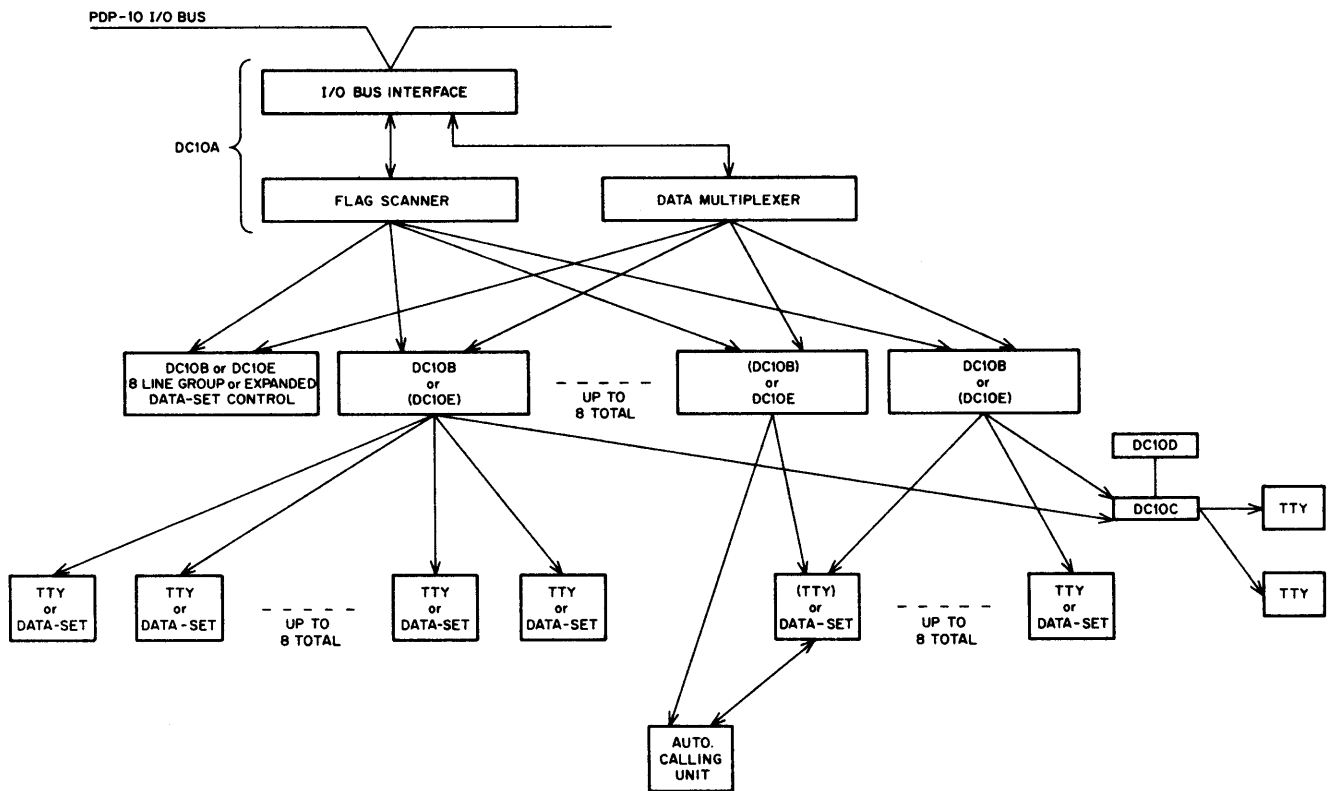 PDP-10 I/O BUS
I/O BUS INTERFACE
DC10A
FLAG SCANNER
DATA MULTIPLEXER
DC10B or DC10E
8 LINE GROUP or EXPANDED
DATA-SET CONTROL
DC10B
or
(DC10E)
UP TO
8 TOTAL
(DC10B)
or
DC10E
DC10B
or
(DC10E)
DC10D
DC10C
TTY
TTY
or
DATA-SET
TTY
or
DATA-SET
UP TO
8 TOTAL
TTY
or
DATA-SET
TTY
or
DATA-SET
(TTY)
or
DATA-SET
UP TO
8 TOTAL
TTY
or
DATA-SET
TTY
AUTO.
CALLING
UNIT